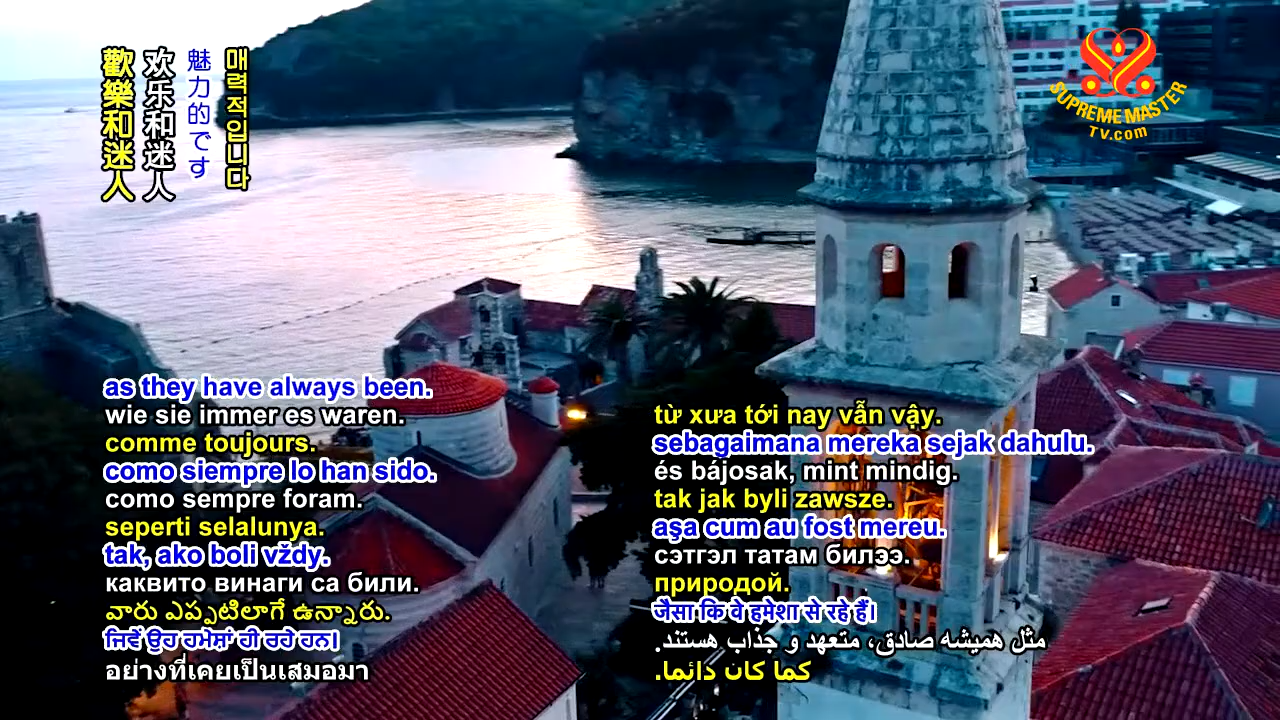 歡樂和迷人
欢乐和迷人
魅力的です
매력적입니다
SUPREME MASTER
TV.com
as they have always been.
wie sie immer es waren.
comme toujours.
como siempre lo han sido.
como sempre foram.
seperti selalunya.
tak, ako boli vždy.
каквито винаги са били.
వారు ఎప్పటిలాగే ఉన్నారు.
ਜਿਵੇਂ ਉਹ ਹਮੇਸ਼ਾਂ ਹੀ ਰਹੇ ਹਨ।
อย่างที่เคยเป็นเสมอมา
từ xưa tới nay vẫn vậy.
sebagaimana mereka sejak dahulu.
és bájosak, mint mindig.
tak jak byli zawsze.
aşa cum au fost mereu.
сэтгэл татам билээ.
природой.
जैसा कि वे हमेशा से रहे हैं।
مثل همیشه صادق، متعهد و جذاب هستند.
كما كان دائما.